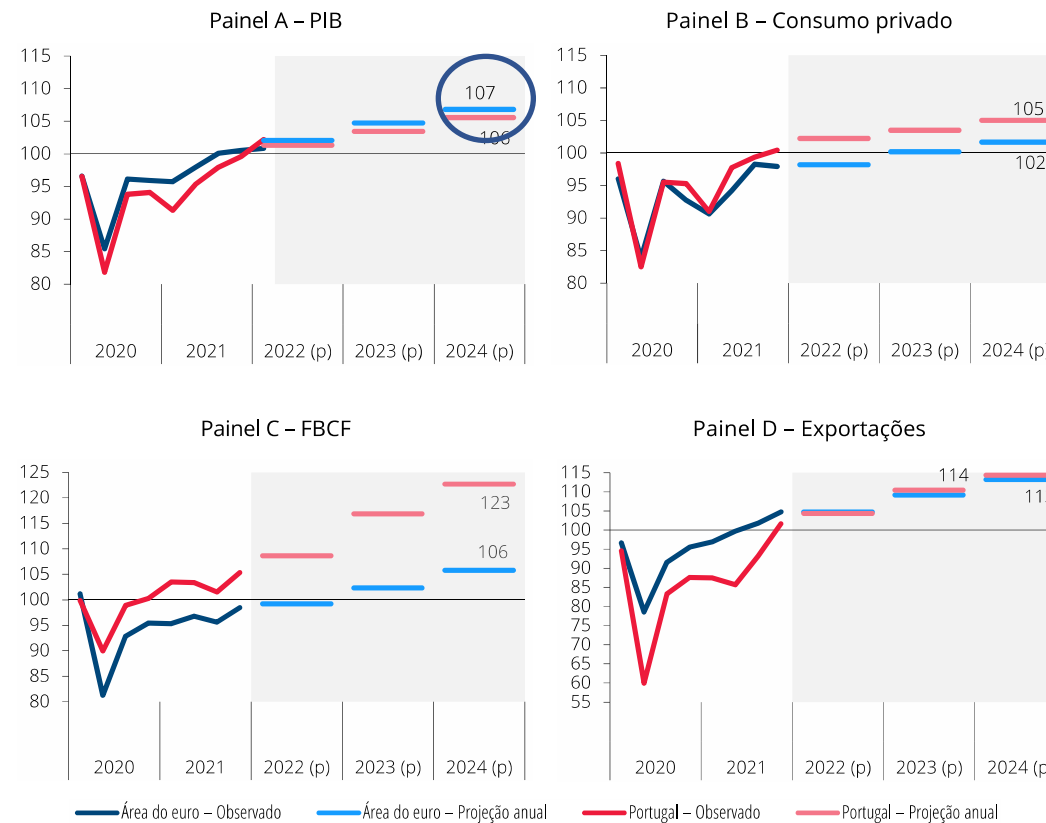 Painel A – PIB
115
110
105
100
95
90
85
80
107
106
2020
2021
2022 (p)
2023 (p)
2024 (p)
Painel B – Consumo privado
115
110
105
100
95
90
85
80
105
102
2020
2021
2022 (p)
2023 (p)
2024 (p
Painel C – FBCF
125
120
115
110
105
100
95
90
85
80
123
106
2020
2021
2022 (p)
2023 (p)
2024 (p)
Painel D – Exportações
115
110
105
100
95
90
85
80
75
70
65
60
55
114
2020
2021
2022 (p)
2023 (p)
2024 (p
Área do euro – Observado
Área do euro – Projeção anual
Portugal – Observado
Portugal – Projeção anual